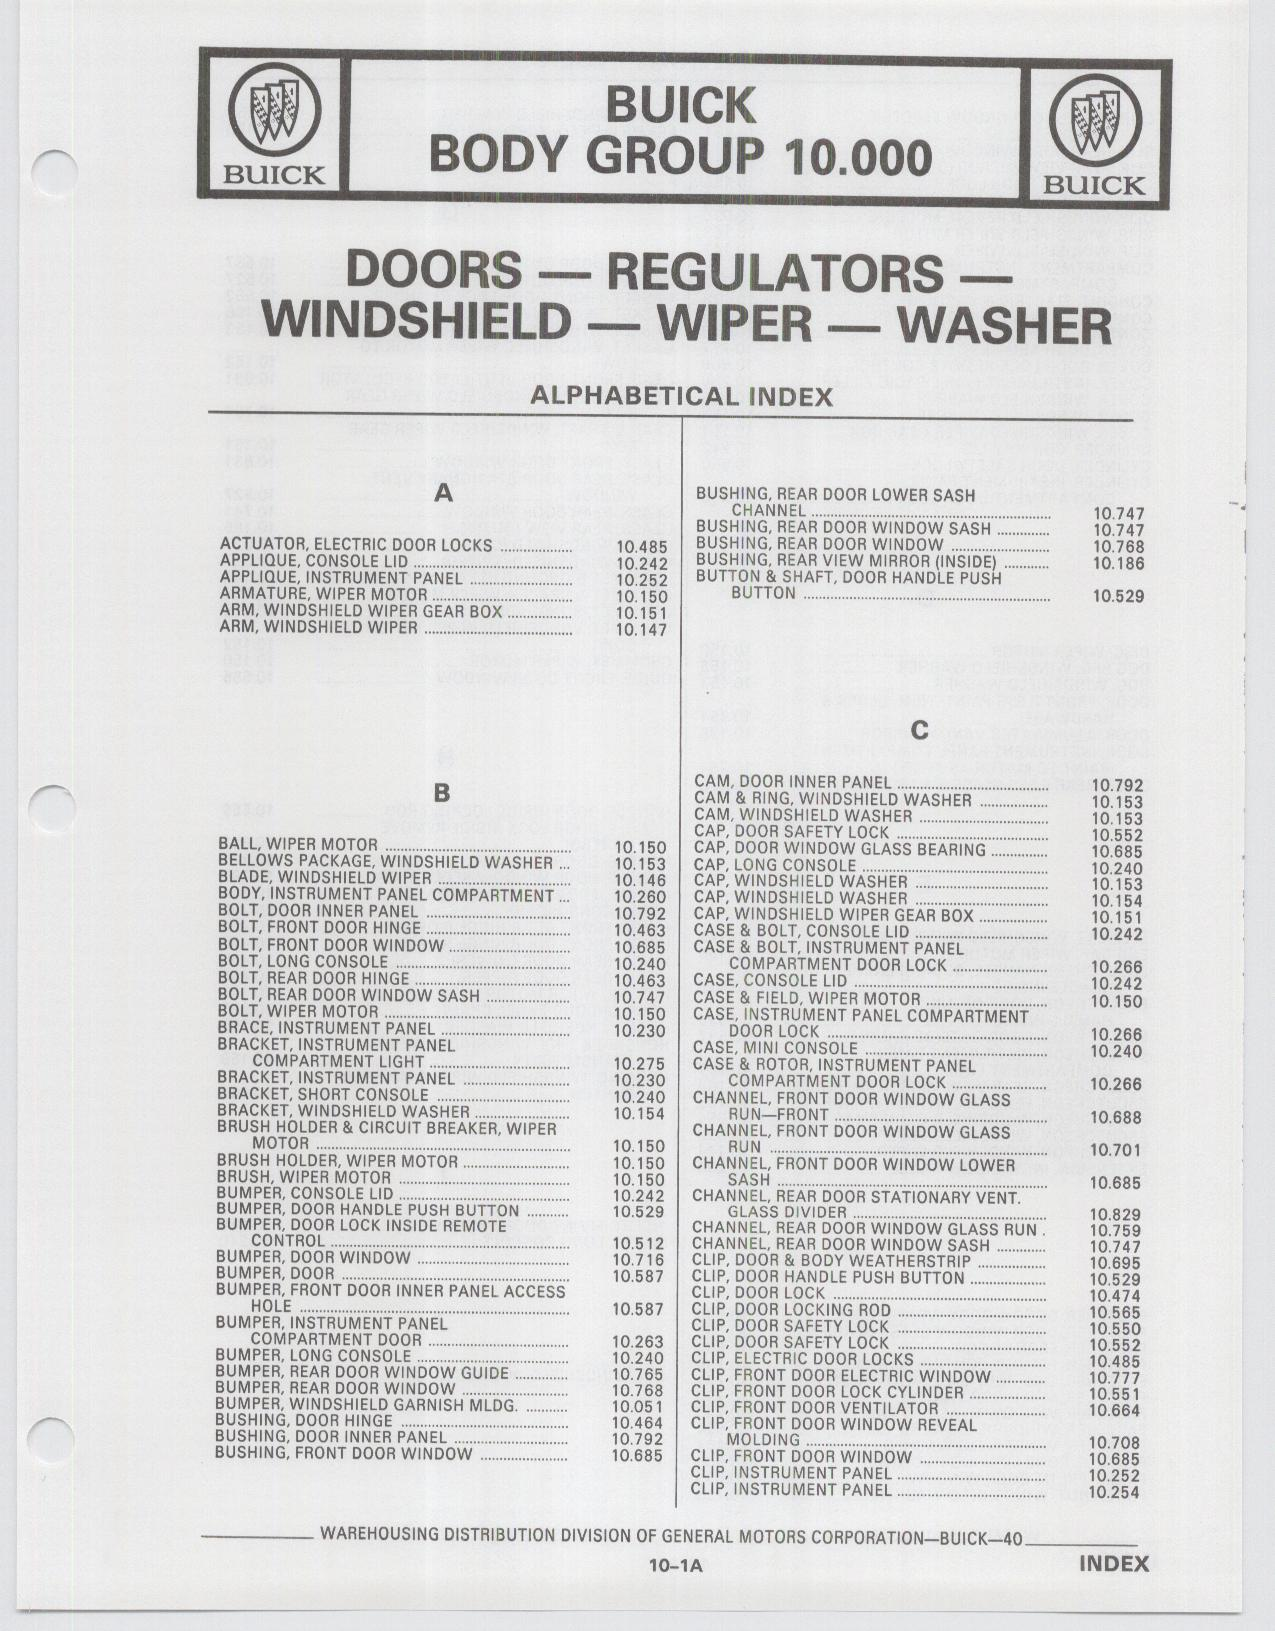 BUICK
BODY GROUP 10.000
BUICK
BUICK
DOORS — REGULATORS —
WINDSHIELD — WIPER — WASHER
ALPHABETICAL INDEX
A
ACTUATOR, ELECTRIC DOOR LOCKS ................ 10.485
APPLIQUE, CONSOLE LID ................ 10.242
APPLIQUE, INSTRUMENT PANEL ................ 10.252
ARMATURE, WIPER MOTOR ................ 10.150
ARM, WINDSHIELD WIPER GEAR BOX ................ 10.151
ARM, WINDSHIELD WIPER ................ 10.147
B
BALL, WIPER MOTOR ................ 10.150
BELLOWS PACKAGE, WINDSHIELD WASHER ... 10.153
BLADE, WINDSHIELD WIPER ................ 10.146
BODY, INSTRUMENT PANEL COMPARTMENT ... 10.260
BOLT, DOOR INNER PANEL ................ 10.792
BOLT, FRONT DOOR HINGE ................ 10.463
BOLT, FRONT DOOR WINDOW ................ 10.685
BOLT, LONG CONSOLE ................ 10.240
BOLT, REAR DOOR HINGE ................ 10.463
BOLT, REAR DOOR WINDOW SASH ................ 10.747
BOLT, WIPER MOTOR ................ 10.150
BRACE, INSTRUMENT PANEL ................ 10.230
BRACKET, INSTRUMENT PANEL
COMPARTMENT LIGHT ................ 10.275
BRACKET, INSTRUMENT PANEL ................ 10.230
BRACKET, SHORT CONSOLE ................ 10.240
BRACKET, WINDSHIELD WASHER ................ 10.154
BRUSH HOLDER & CIRCUIT BREAKER, WIPER
MOTOR ................ 10.150
BRUSH HOLDER, WIPER MOTOR ................ 10.150
BRUSH, WIPER MOTOR ................ 10.150
BUMPER, CONSOLE LID ................ 10.242
BUMPER, DOOR HANDLE PUSH BUTTON .......... 10.529
BUMPER, DOOR LOCK INSIDE REMOTE
CONTROL ................ 10.512
BUMPER, DOOR WINDOW ................ 10.716
BUMPER, DOOR ................ 10.587
BUMPER, FRONT DOOR INNER PANEL ACCESS
HOLE ................ 10.587
BUMPER, INSTRUMENT PANEL
COMPARTMENT DOOR ................ 10.263
BUMPER, LONG CONSOLE ................ 10.240
BUMPER, REAR DOOR WINDOW GUIDE ............ 10.765
BUMPER, REAR DOOR WINDOW ................ 10.768
BUMPER, WINDSHIELD GARNISH MLDG. .......... 10.051
BUSHING, DOOR HINGE ................ 10.464
BUSHING, DOOR INNER PANEL ................ 10.792
BUSHING, FRONT DOOR WINDOW ................ 10.685
BUSHING, REAR DOOR LOWER SASH
CHANNEL ................ 10.747
BUSHING, REAR DOOR WINDOW SASH ............ 10.747
BUSHING, REAR DOOR WINDOW ................ 10.768
BUSHING, REAR VIEW MIRROR (INSIDE) .......... 10.186
BUTTON & SHAFT, DOOR HANDLE PUSH
BUTTON ................ 10.529
C
CAM, DOOR INNER PANEL ................ 10.792
CAM & RING, WINDSHIELD WASHER ................ 10.153
CAM, WINDSHIELD WASHER ................ 10.153
CAP, DOOR SAFETY LOCK ................ 10.552
CAP, DOOR WINDOW GLASS BEARING ............ 10.685
CAP, LONG CONSOLE ................ 10.240
CAP, WINDSHIELD WASHER ................ 10.153
CAP, WINDSHIELD WASHER ................ 10.154
CAP, WINDSHIELD WIPER GEAR BOX ................ 10.151
CASE & BOLT, CONSOLE LID ................ 10.242
CASE & BOLT, INSTRUMENT PANEL
COMPARTMENT DOOR LOCK ................ 10.266
CASE, CONSOLE LID ................ 10.242
CASE & FIELD, WIPER MOTOR ................ 10.150
CASE, INSTRUMENT PANEL COMPARTMENT
DOOR LOCK ................ 10.266
CASE, MINI CONSOLE ................ 10.240
CASE & ROTOR, INSTRUMENT PANEL
COMPARTMENT DOOR LOCK ................ 10.266
CHANNEL, FRONT DOOR WINDOW GLASS
RUN—FRONT ................ 10.688
CHANNEL, FRONT DOOR WINDOW GLASS
RUN ................ 10.701
CHANNEL, FRONT DOOR WINDOW LOWER
SASH ................ 10.685
CHANNEL, REAR DOOR STATIONARY VENT.
GLASS DIVIDER ................ 10.829
CHANNEL, REAR DOOR WINDOW GLASS RUN . 10.759
CHANNEL, REAR DOOR WINDOW SASH ............ 10.747
CLIP, DOOR & BODY WEATHERSTRIP ................ 10.695
CLIP, DOOR HANDLE PUSH BUTTON ................ 10.529
CLIP, DOOR LOCK ................ 10.474
CLIP, DOOR LOCKING ROD ................ 10.565
CLIP, DOOR SAFETY LOCK ................ 10.550
CLIP, DOOR SAFETY LOCK ................ 10.552
CLIP, ELECTRIC DOOR LOCKS ................ 10.485
CLIP, FRONT DOOR ELECTRIC WINDOW ............ 10.777
CLIP, FRONT DOOR LOCK CYLINDER ................ 10.551
CLIP, FRONT DOOR VENTILATOR ................ 10.664
CLIP, FRONT DOOR WINDOW REVEAL
MOLDING ................ 10.708
CLIP, FRONT DOOR WINDOW ................ 10.685
CLIP, INSTRUMENT PANEL ................ 10.252
CLIP, INSTRUMENT PANEL ................ 10.254
WAREHOUSING DISTRIBUTION DIVISION OF GENERAL MOTORS CORPORATION—BUICK—40
10-1A
INDEX